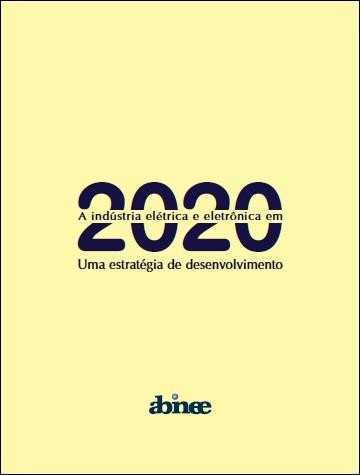 2020
A indústria elétrica e eletrônica em
Uma estratégia de desenvolvimento
abinee